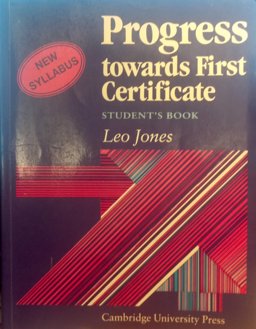 Progress
towards First
Certificate
NEW
SYLLABUS
STUDENT'S BOOK
Leo Jones
Cambridge University Press